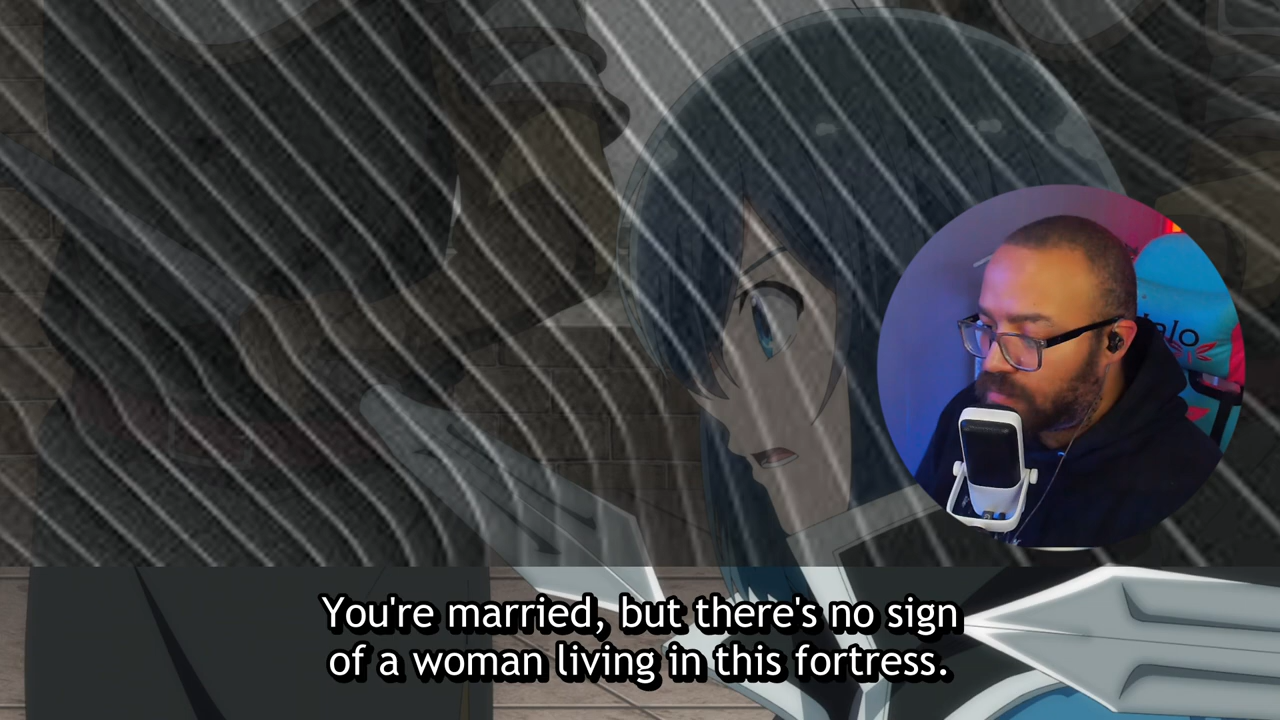 You're married, but there's no sign
of a woman living in this fortress.